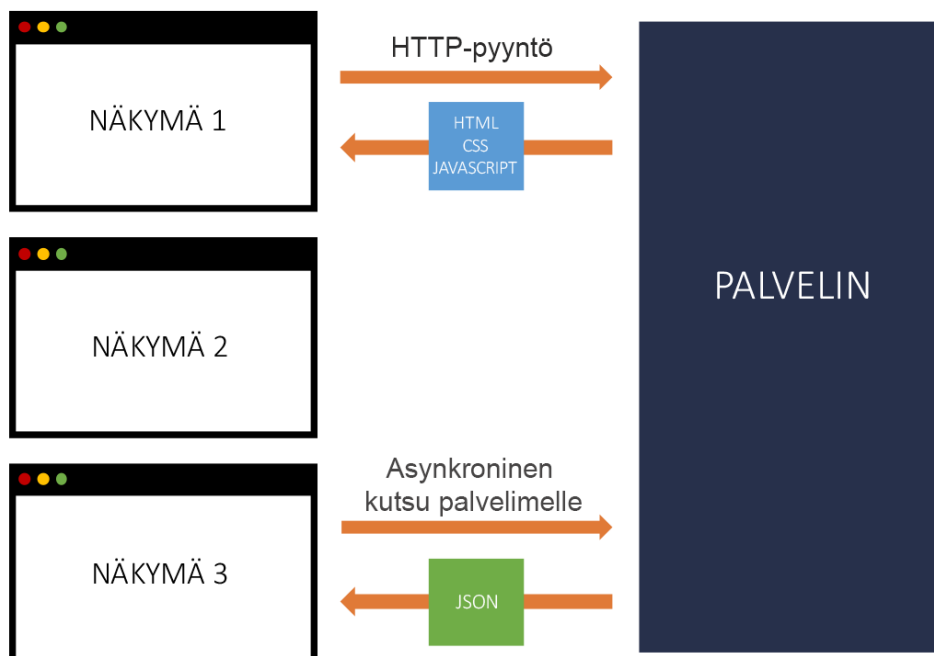 NÄKYMÄ 1
HTTP-pyyntö
HTML
CSS
JAVASCRIPT
PALVELIN
NÄKYMÄ 2
Asynkroninen
kutsu palvelimelle
NÄKYMÄ 3
JSON